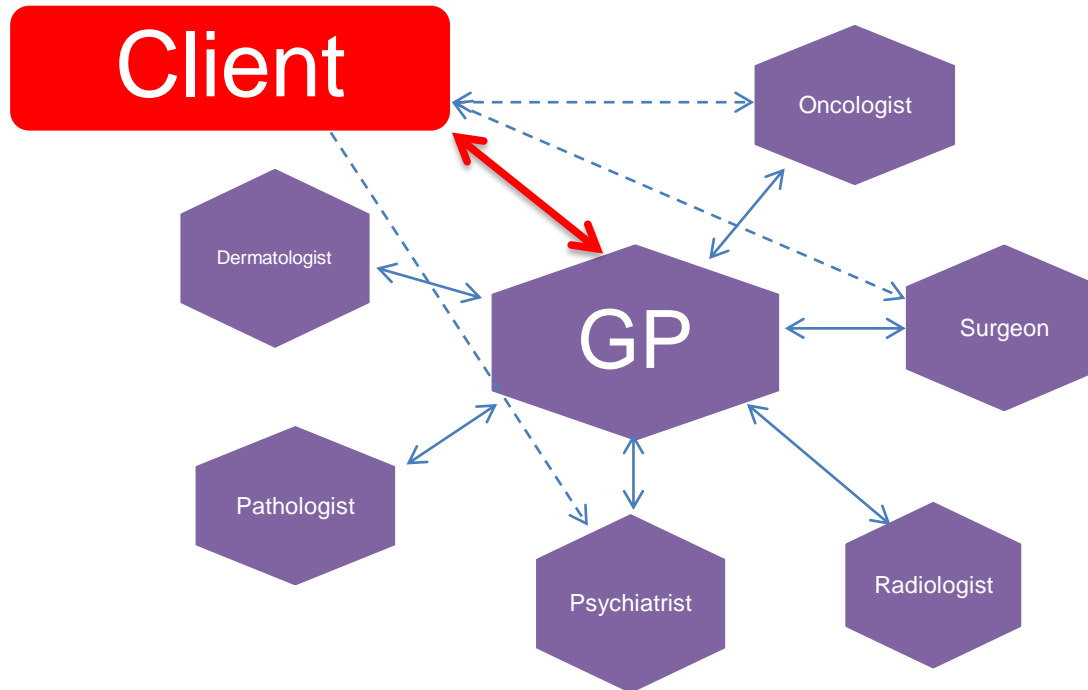 Client
Oncologist
Dermatologist
GP
Surgeon
Pathologist
Psychiatrist
Radiologist